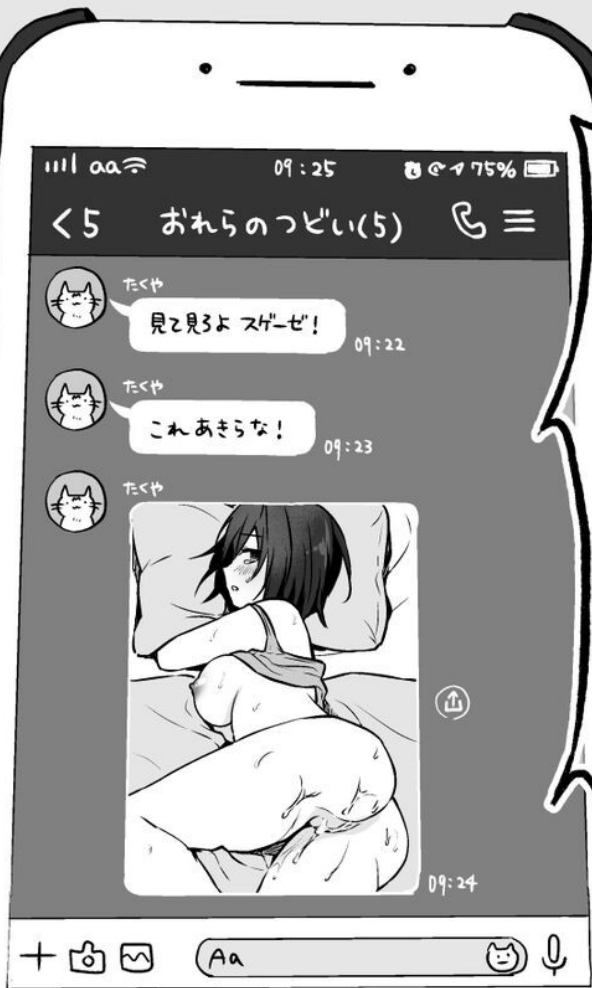 aa
09:25
75%
<5
おれらのつどい(5)
たくや
見て見ろよ スゲーゼ!
09:22
たくや
これあきらな!
09:23
たくや
09:24
Aa